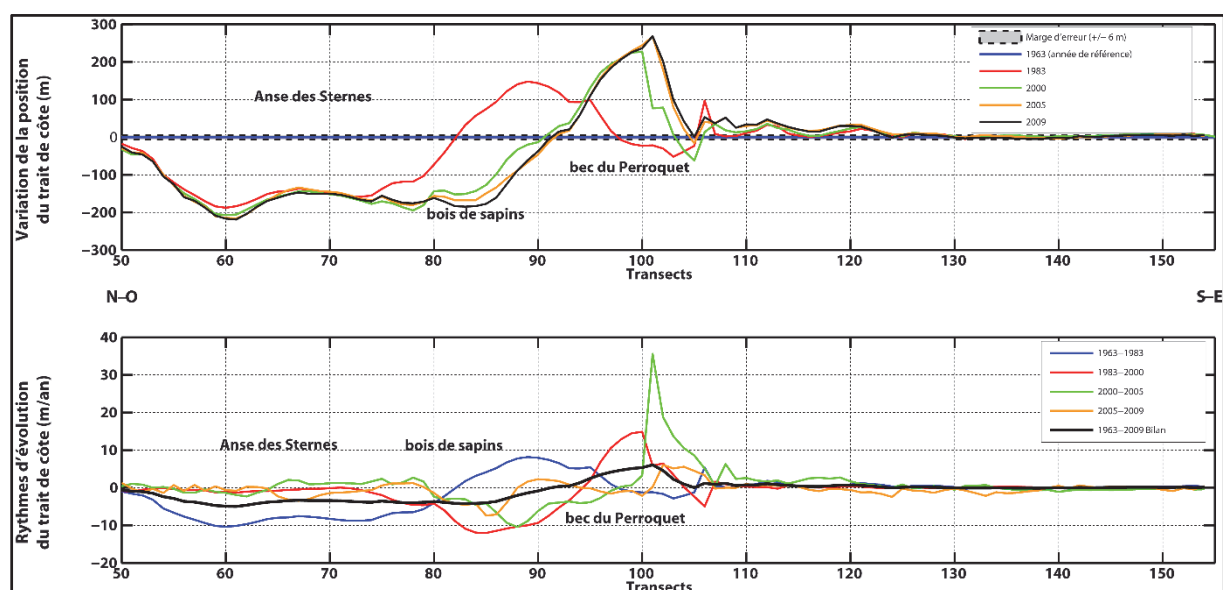 Variation de la position
du trait de côte (m)
300
200
100
0
−100
−200
−300
Anse des Sternes
bois de sapins
bec du Perroquet
Marge d'erreur (+/− 6 m)
1963 (année de référence)
1983
2000
2005
2009
50 60 70 80 90 100 110 120 130 140 150
Transects
N–O
S–E
Rythmes d'évolution
du trait de côte (m/an)
40
30
20
10
0
−10
−20
Anse des Sternes
bois de sapins
bec du Perroquet
1963–1983
1983–2000
2000–2005
2005–2009
1963–2009 Bilan
50 60 70 80 90 100 110 120 130 140 150
Transects